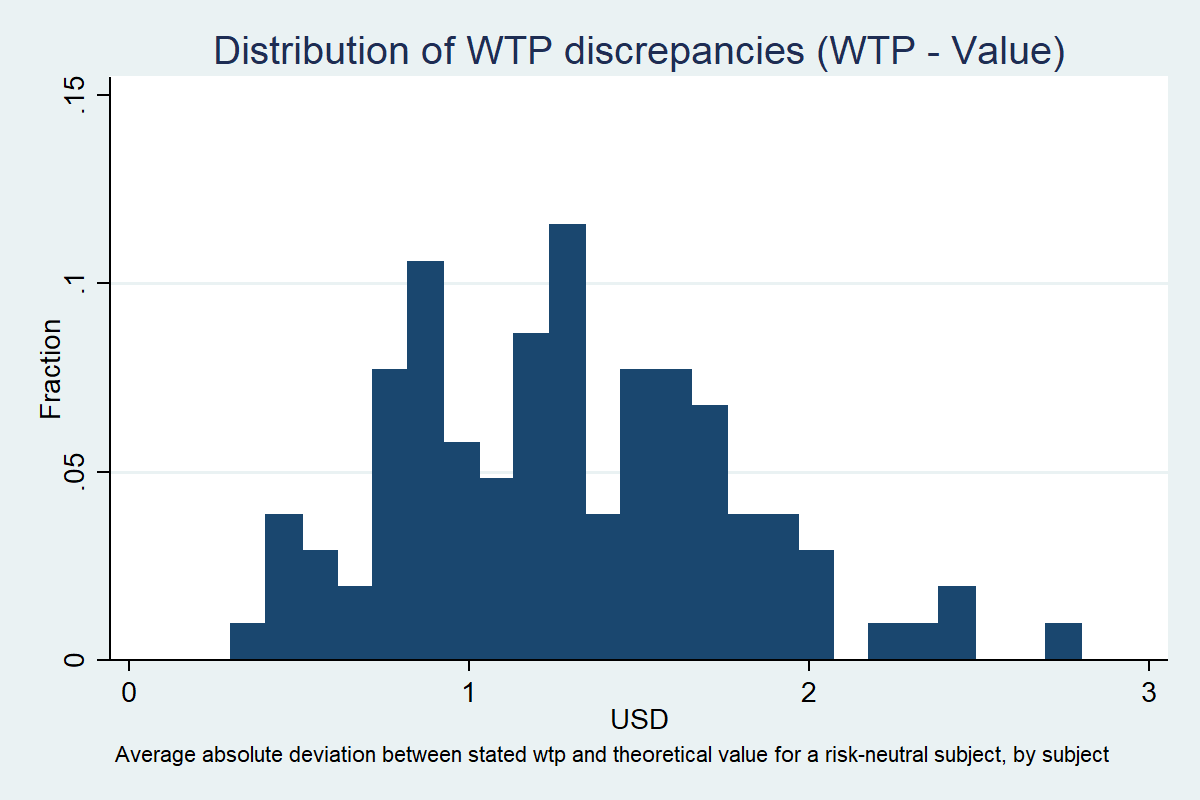 Distribution of WTP discrepancies (WTP - Value)
.15
.1
.05
0
Fraction
0 1 2 3
USD
Average absolute deviation between stated wtp and theoretical value for a risk-neutral subject, by subject